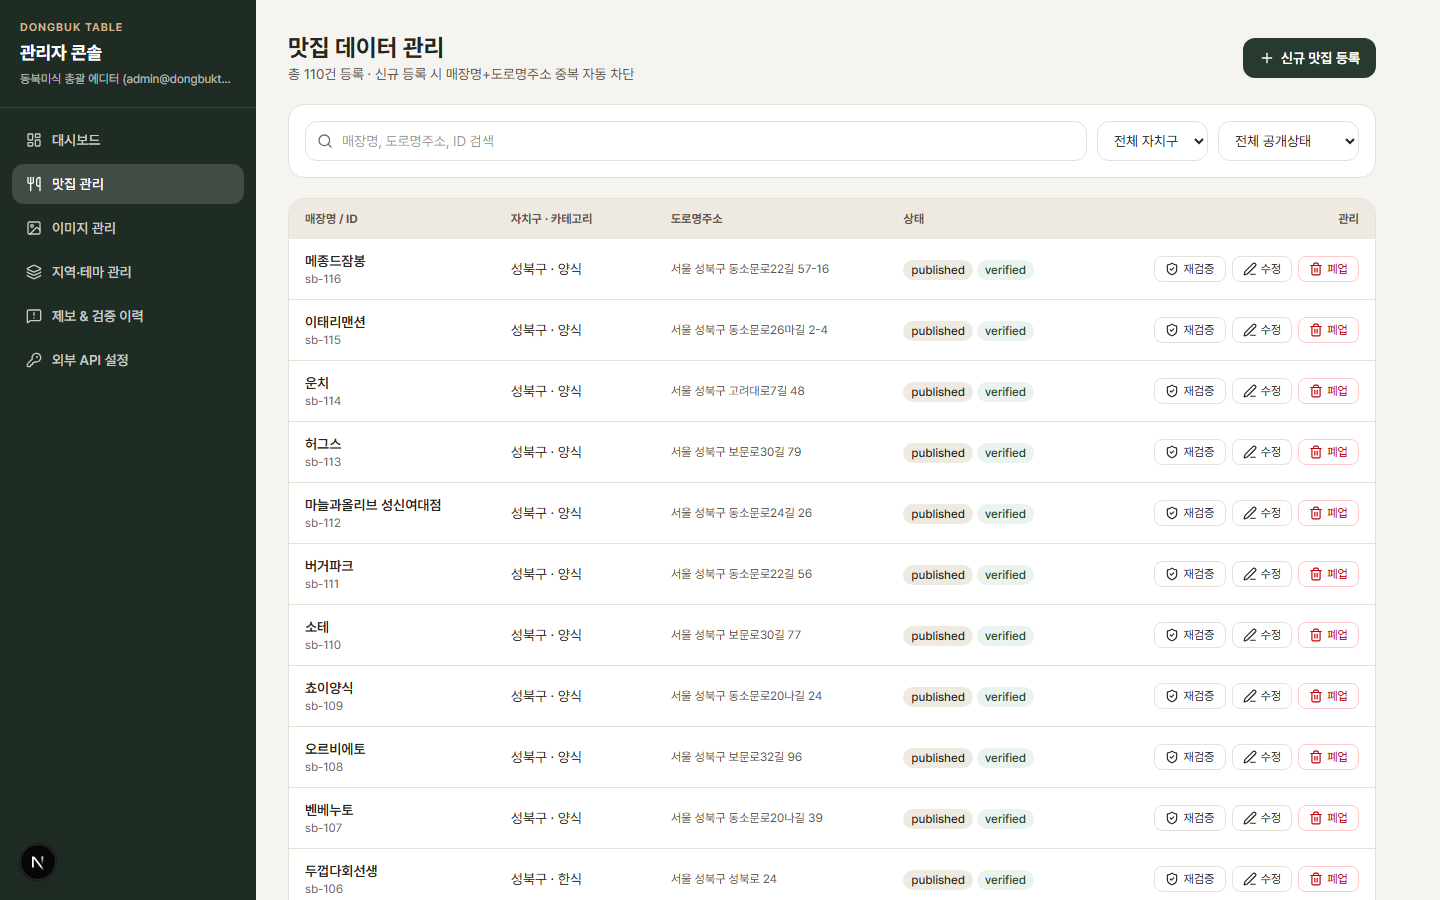 DONGBUK TABLE
관리자 콘솔
동북미식 총괄 에디터 (admin@dongbukt...
대시보드
맛집 관리
이미지 관리
지역·테마 관리
제보 & 검증 이력
외부 API 설정
N
맛집 데이터 관리
총 110건 등록 · 신규 등록 시 매장명+도로명주소 중복 자동 차단
+ 신규 맛집 등록
매장명, 도로명주소, ID 검색
전체 자치구
전체 공개상태
매장명 / ID 자치구 · 카테고리 도로명주소 상태 관리
메종드잠봉
sb-116
성북구 · 양식 서울 성북구 동소문로22길 57-16 published verified 재검증 수정 폐업
이태리맨션
sb-115
성북구 · 양식 서울 성북구 동소문로26마길 2-4 published verified 재검증 수정 폐업
운치
sb-114
성북구 · 양식 서울 성북구 고려대로7길 48 published verified 재검증 수정 폐업
허그스
sb-113
성북구 · 양식 서울 성북구 보문로30길 79 published verified 재검증 수정 폐업
마늘과올리브 성신여대점
sb-112
성북구 · 양식 서울 성북구 동소문로24길 26 published verified 재검증 수정 폐업
버거파크
sb-111
성북구 · 양식 서울 성북구 동소문로22길 56 published verified 재검증 수정 폐업
소테
sb-110
성북구 · 양식 서울 성북구 보문로30길 77 published verified 재검증 수정 폐업
쵸이양식
sb-109
성북구 · 양식 서울 성북구 동소문로20나길 24 published verified 재검증 수정 폐업
오르비에토
sb-108
성북구 · 양식 서울 성북구 보문로32길 96 published verified 재검증 수정 폐업
벤베누토
sb-107
성북구 · 양식 서울 성북구 동소문로20나길 39 published verified 재검증 수정 폐업
두껍다회선생
sb-106
성북구 · 한식 서울 성북구 성북로 24 published verified 재검증 수정 폐업